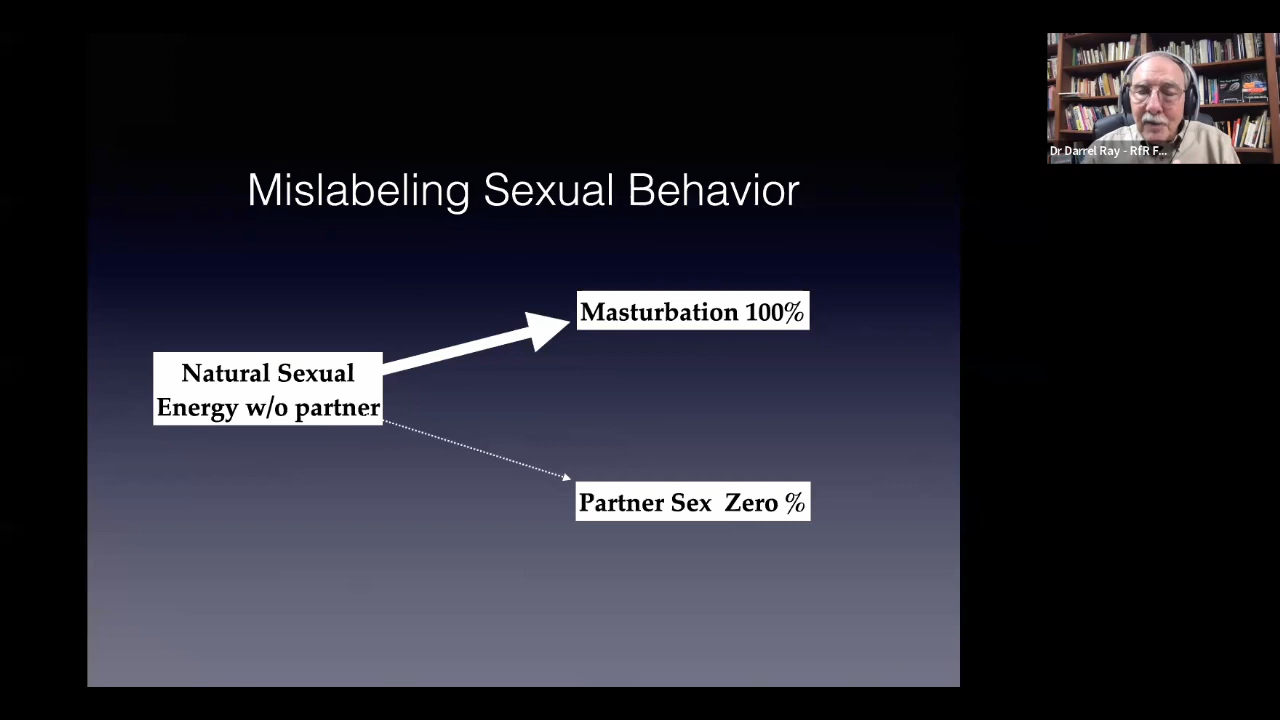 Mislabeling Sexual Behavior
Masturbation 100%
Natural Sexual
Energy w/o partner
Partner Sex Zero %
Dr Darrel Ray - RfR F...